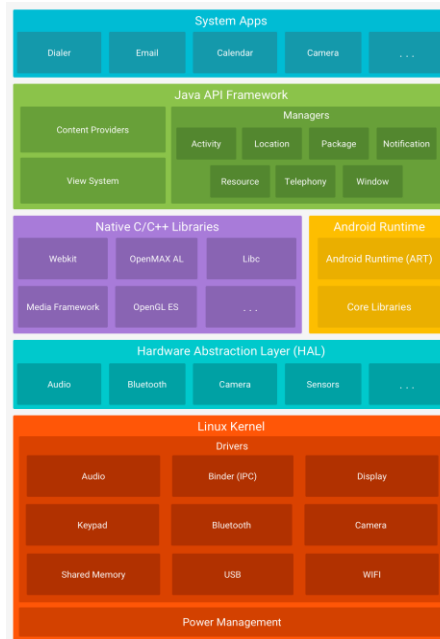 System Apps
Dialer Email Calendar Camera . . .
Java API Framework
Content Providers
View System
Managers
Activity Location Package Notification
Resource Telephony Window
Native C/C++ Libraries
Webkit OpenMAX AL Libc
Media Framework OpenGL ES . . .
Android Runtime
Android Runtime (ART)
Core Libraries
Hardware Abstraction Layer (HAL)
Audio Bluetooth Camera Sensors . . .
Linux Kernel
Drivers
Audio Binder (IPC) Display
Keypad Bluetooth Camera
Shared Memory USB WIFI
Power Management